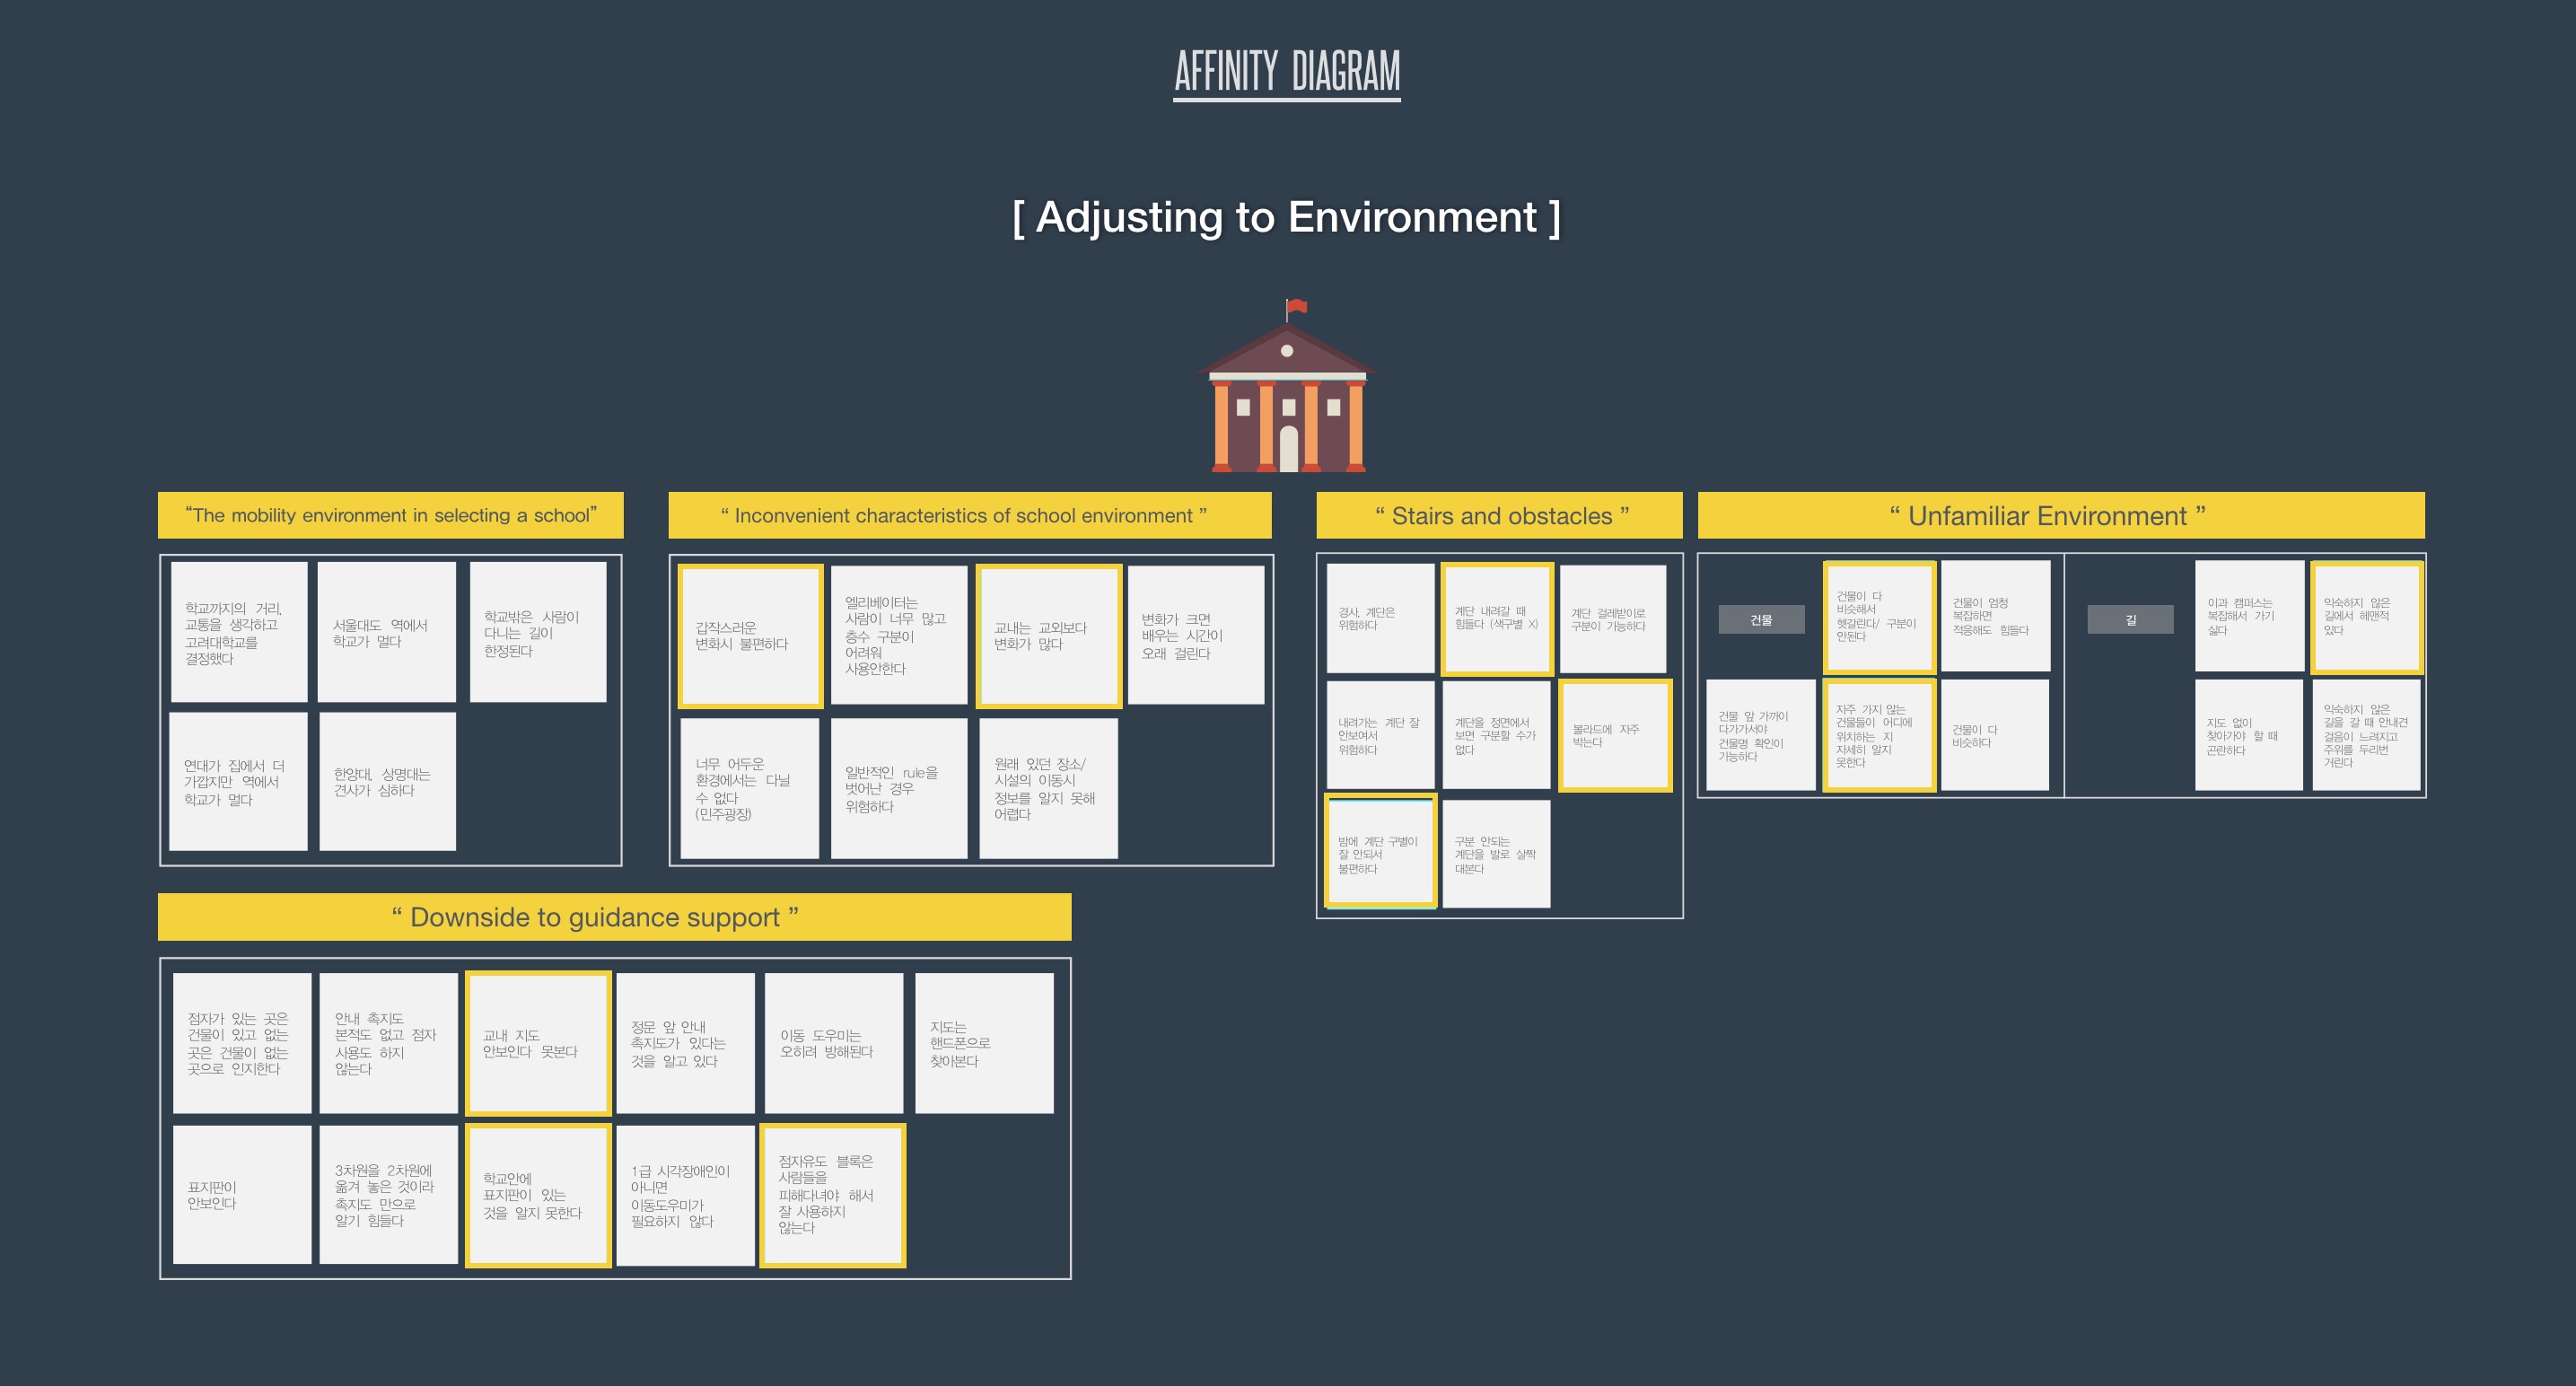 AFFINITY DIAGRAM
[ Adjusting to Environment ]
“The mobility environment in selecting a school”
학교까지의 거리,
교통을 생각하고
고려대학교를
결정했다
서울대도 역에서
학교가 멀다
학교밖은 사람이
다니는 길이
한정된다
연대가 집에서 더
가깝지만 역에서
학교가 멀다
한양대, 상명대는
견사가 심하다
“ Inconvenient characteristics of school environment ”
갑작스러운
변화시 불편하다
엘리베이터는
사람이 너무 많고
층수 구분이
어려워
사용안한다
교내는 교외보다
변화가 많다
변화가 크면
배우는 시간이
오래 걸린다
너무 어두운
환경에서는 다닐
수 없다
(민주광장)
일반적인 rule을
벗어난 경우
위험하다
원래 있던 장소/
시설의 이동시
정보를 알지 못해
어렵다
“ Stairs and obstacles ”
경사, 계단은
위험하다
계단 내려갈 때
힘들다 (색구별 X)
계단 걸레받이로
구분이 가능하다
내려가는 계단 잘
안보여서
위험하다
계단을 정면에서
보면 구분할 수가
없다
볼라드에 자주
박는다
밤에 계단 구별이
잘 안되서
불편하다
구분 안되는
계단을 발로 살짝
대본다
“ Unfamiliar Environment ”
건물
건물이 다
비슷해서
헷갈린다/ 구분이
안된다
건물이 엄청
복잡하면
적응해도 힘들다
건물 앞 가까이
다가가서야
건물명 확인이
가능하다
자주 가지 않는
건물들이 어디에
위치하는 지
자세히 알지
못한다
건물이 다
비슷하다
길
이과 캠퍼스는
복잡해서 가기
싫다
익숙하지 않은
길에서 헤맨적
있다
지도 없이
찾아가야 할 때
곤란하다
익숙하지 않은
길을 갈 때 안내견
걸음이 느려지고
주위를 두리번
거린다
“ Downside to guidance support ”
점자가 있는 곳은
건물이 있고 없는
곳은 건물이 없는
곳으로 인지한다
안내 촉지도
본적도 없고 점자
사용도 하지
않는다
교내 지도
안보인다 못본다
정문 앞 안내
촉지도가 있다는
것을 알고 있다
이동 도우미는
오히려 방해된다
지도는
핸드폰으로
찾아본다
표지판이
안보인다
3차원을 2차원에
옮겨 놓은 것이라
촉지도 만으로
알기 힘들다
학교안에
표지판이 있는
것을 알지 못한다
1급 시각장애인이
아니면
이동도우미가
필요하지 않다
점자유도 블록은
사람들을
피해다녀야 해서
잘 사용하지
않는다